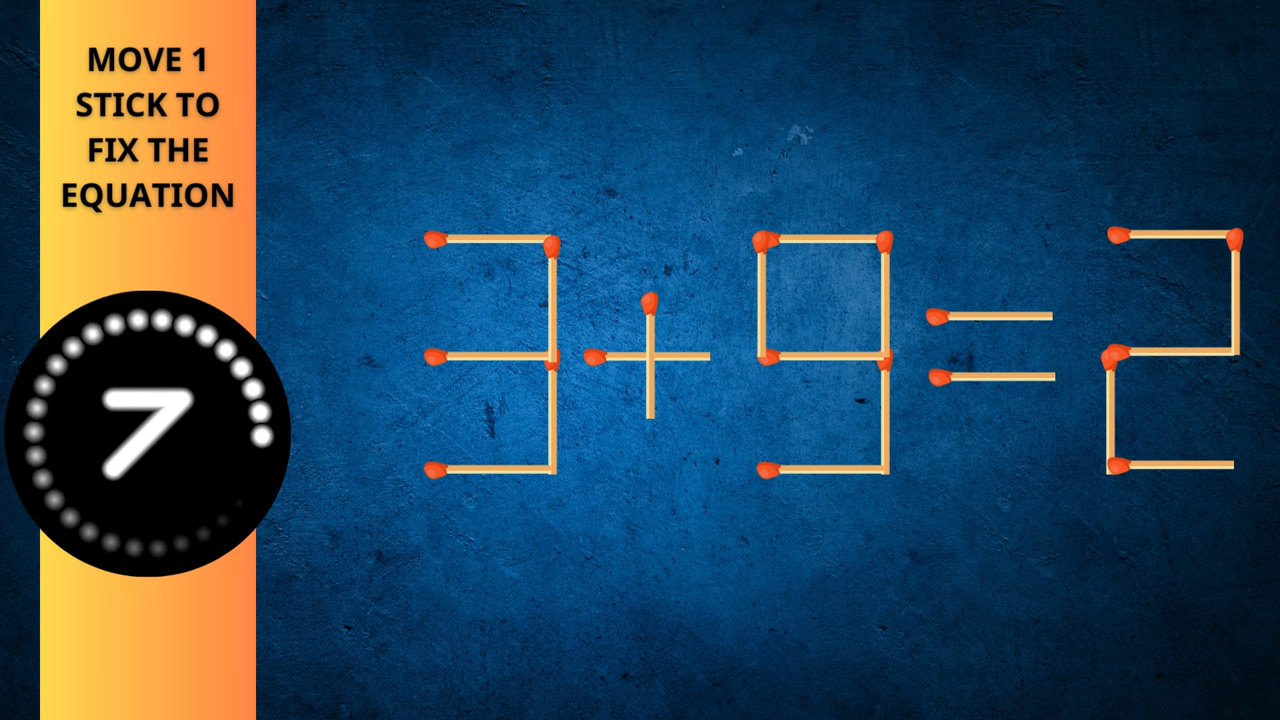 MOVE 1
STICK TO
FIX THE
EQUATION
7
3+9=2